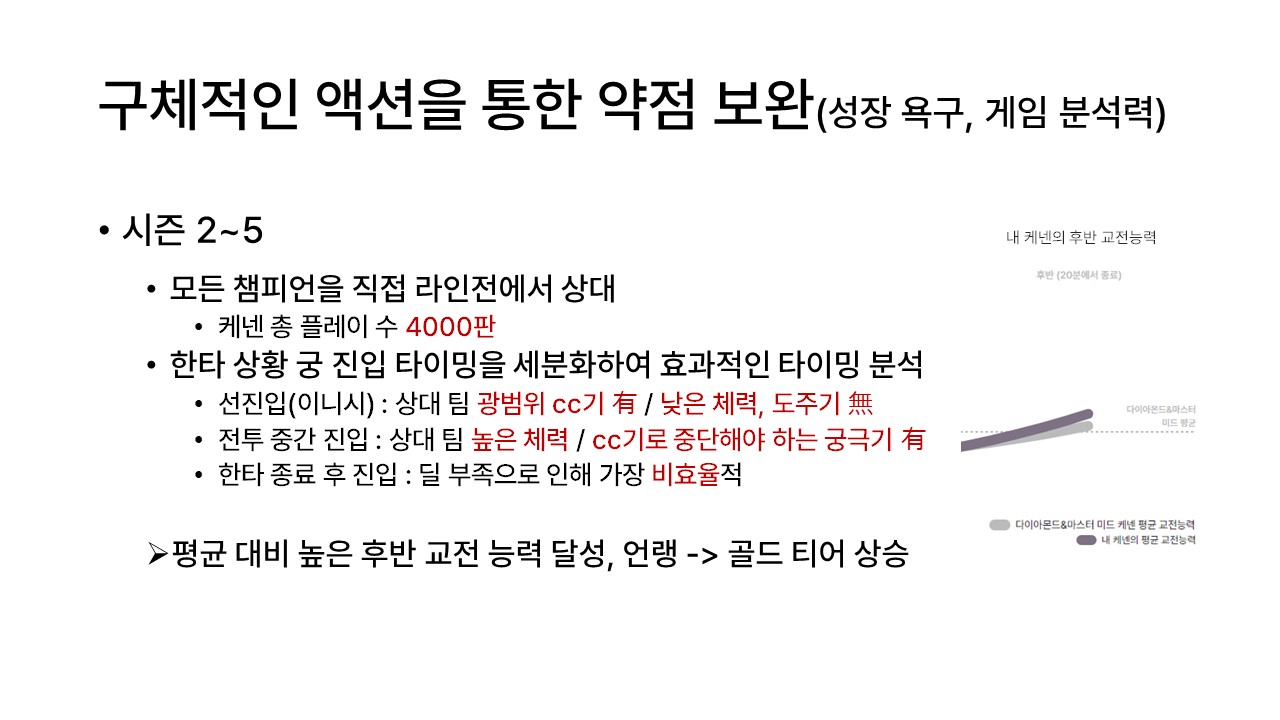 구체적인 액션을 통한 약점 보완(성장 욕구, 게임 분석력)
• 시즌 2~5
• 모든 챔피언을 직접 라인전에서 상대
• 케넨 총 플레이 수 4000판
• 한타 상황 궁 진입 타이밍을 세분화하여 효과적인 타이밍 분석
• 선진입(이니시) : 상대 팀 광범위 cc기 有 / 낮은 체력, 도주기 無
• 전투 중간 진입 : 상대 팀 높은 체력 / cc기로 중단해야 하는 궁극기 有
• 한타 종료 후 진입 : 딜 부족으로 인해 가장 비효율적
➢평균 대비 높은 후반 교전 능력 달성, 언랭 -> 골드 티어 상승
내 케넨의 후반 교전능력
후반 (20분에서 종료)
다이아몬드&마스터
미드 평균
다이아몬드&마스터 미드 케넨 평균 교전능력
내 케넨의 평균 교전능력